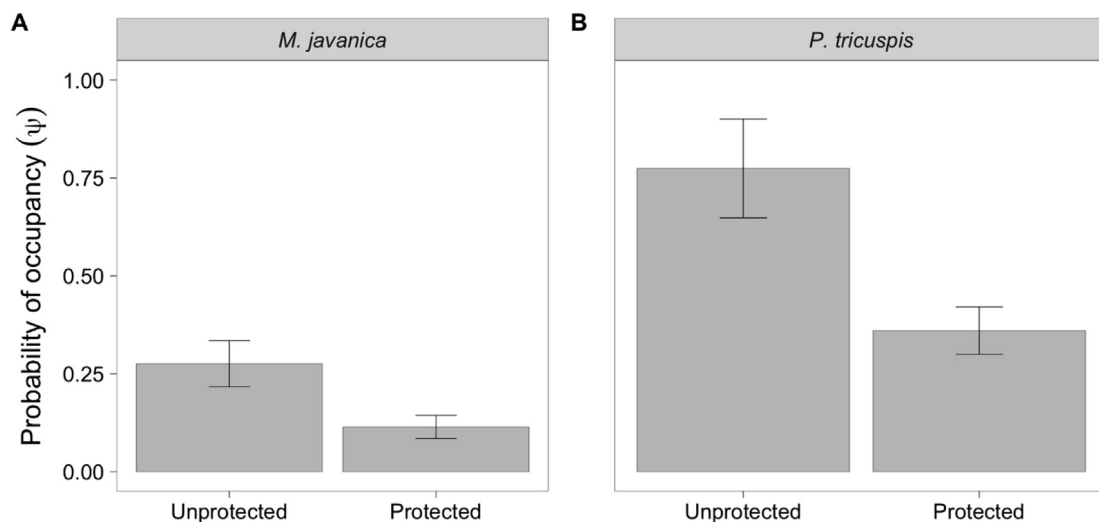 A
M. javanica
B
P. tricuspis
Probability of occupancy (ψ)
1.00
0.75
0.50
0.25
0.00
Unprotected
Protected
Unprotected
Protected